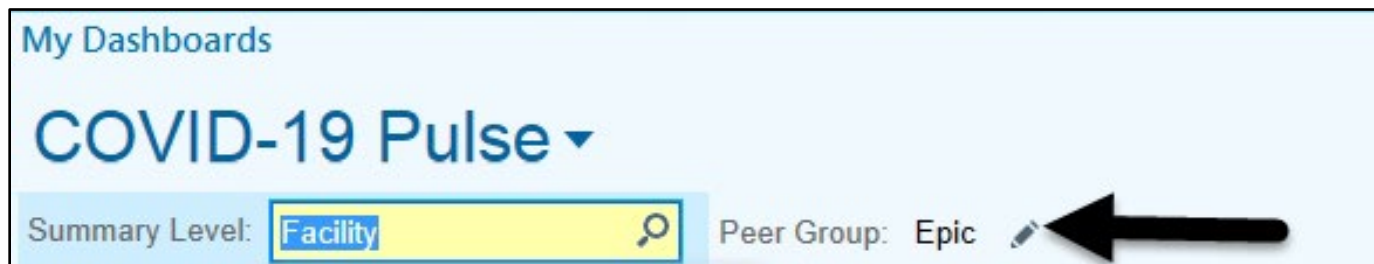 My Dashboards
COVID-19 Pulse
Summary Level: Facility Peer Group: Epic